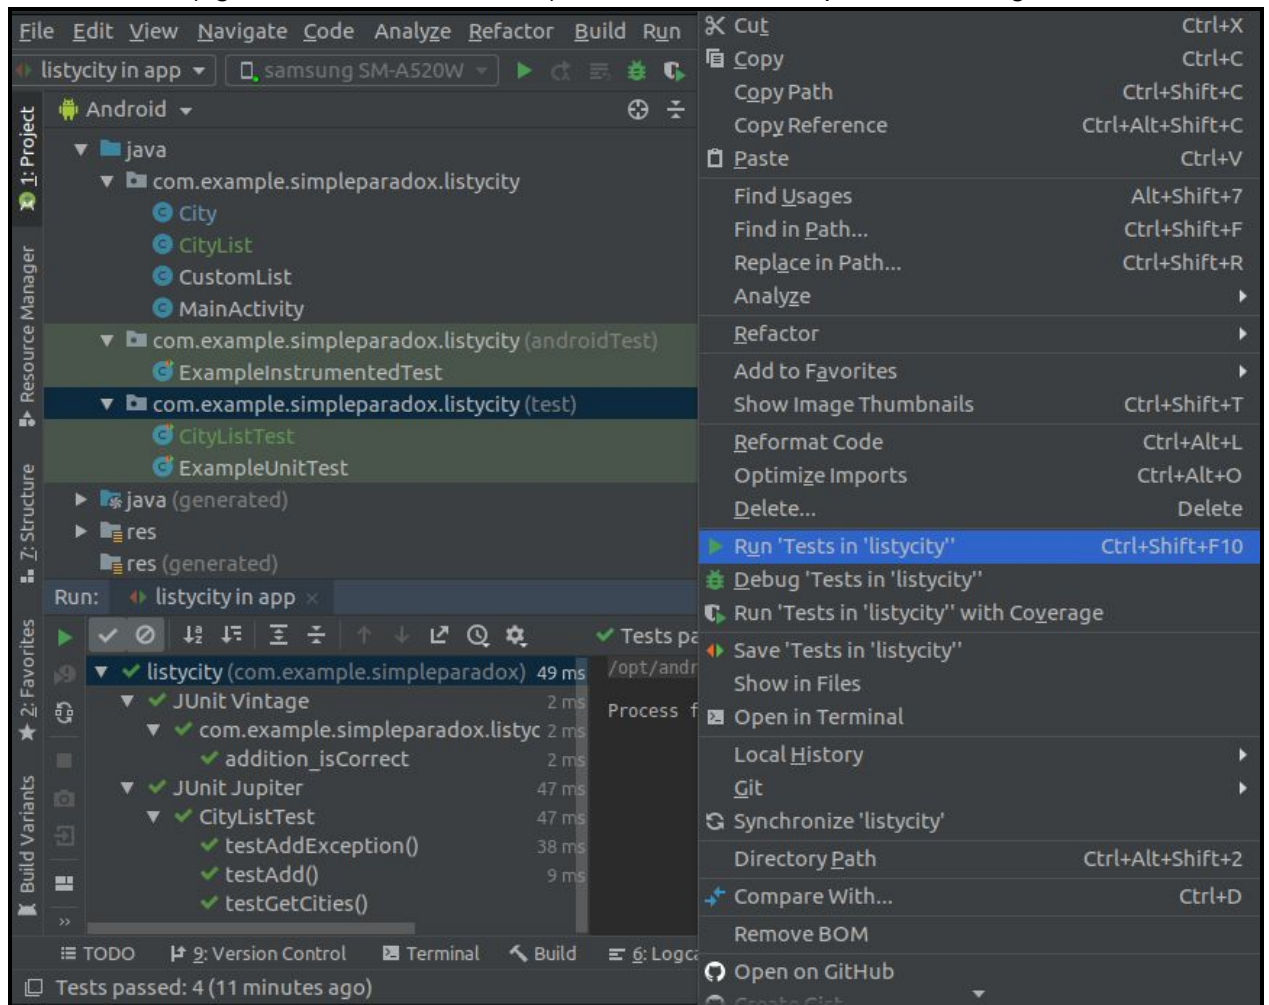 File Edit View Navigate Code Analyze Refactor Build Run
listycity in app samsung SM-A520W
1: Project
Resource Manager
7: Structure
2: Favorites
Build Variants
Android
java
com.example.simpleparadox.listycity
City
CityList
CustomList
MainActivity
com.example.simpleparadox.listycity (androidTest)
ExampleInstrumentedTest
com.example.simpleparadox.listycity (test)
CityListTest
ExampleUnitTest
java (generated)
res
res (generated)
Run: listycity in app
Tests pa
listycity (com.example.simpleparadox) 49 ms
JUnit Vintage 2 ms
com.example.simpleparadox.listyc 2 ms
addition_isCorrect 2 ms
JUnit Jupiter 47 ms
CityListTest 47 ms
testAddException() 38 ms
testAdd() 9 ms
testGetCities()
/opt/andr
Process f
TODO 9: Version Control Terminal Build 6: Logca
Tests passed: 4 (11 minutes ago)
Cut Ctrl+X
Copy Ctrl+C
Copy Path Ctrl+Shift+C
Copy Reference Ctrl+Alt+Shift+C
Paste Ctrl+V
Find Usages Alt+Shift+7
Find in Path... Ctrl+Shift+F
Replace in Path... Ctrl+Shift+R
Analyze
Refactor
Add to Favorites
Show Image Thumbnails Ctrl+Shift+T
Reformat Code Ctrl+Alt+L
Optimize Imports Ctrl+Alt+O
Delete... Delete
Run 'Tests in 'listycity'' Ctrl+Shift+F10
Debug 'Tests in 'listycity''
Run 'Tests in 'listycity'' with Coverage
Save 'Tests in 'listycity''
Show in Files
Open in Terminal
Local History
Git
Synchronize 'listycity'
Directory Path Ctrl+Alt+Shift+2
Compare With... Ctrl+D
Remove BOM
Open on GitHub
Create Gist...